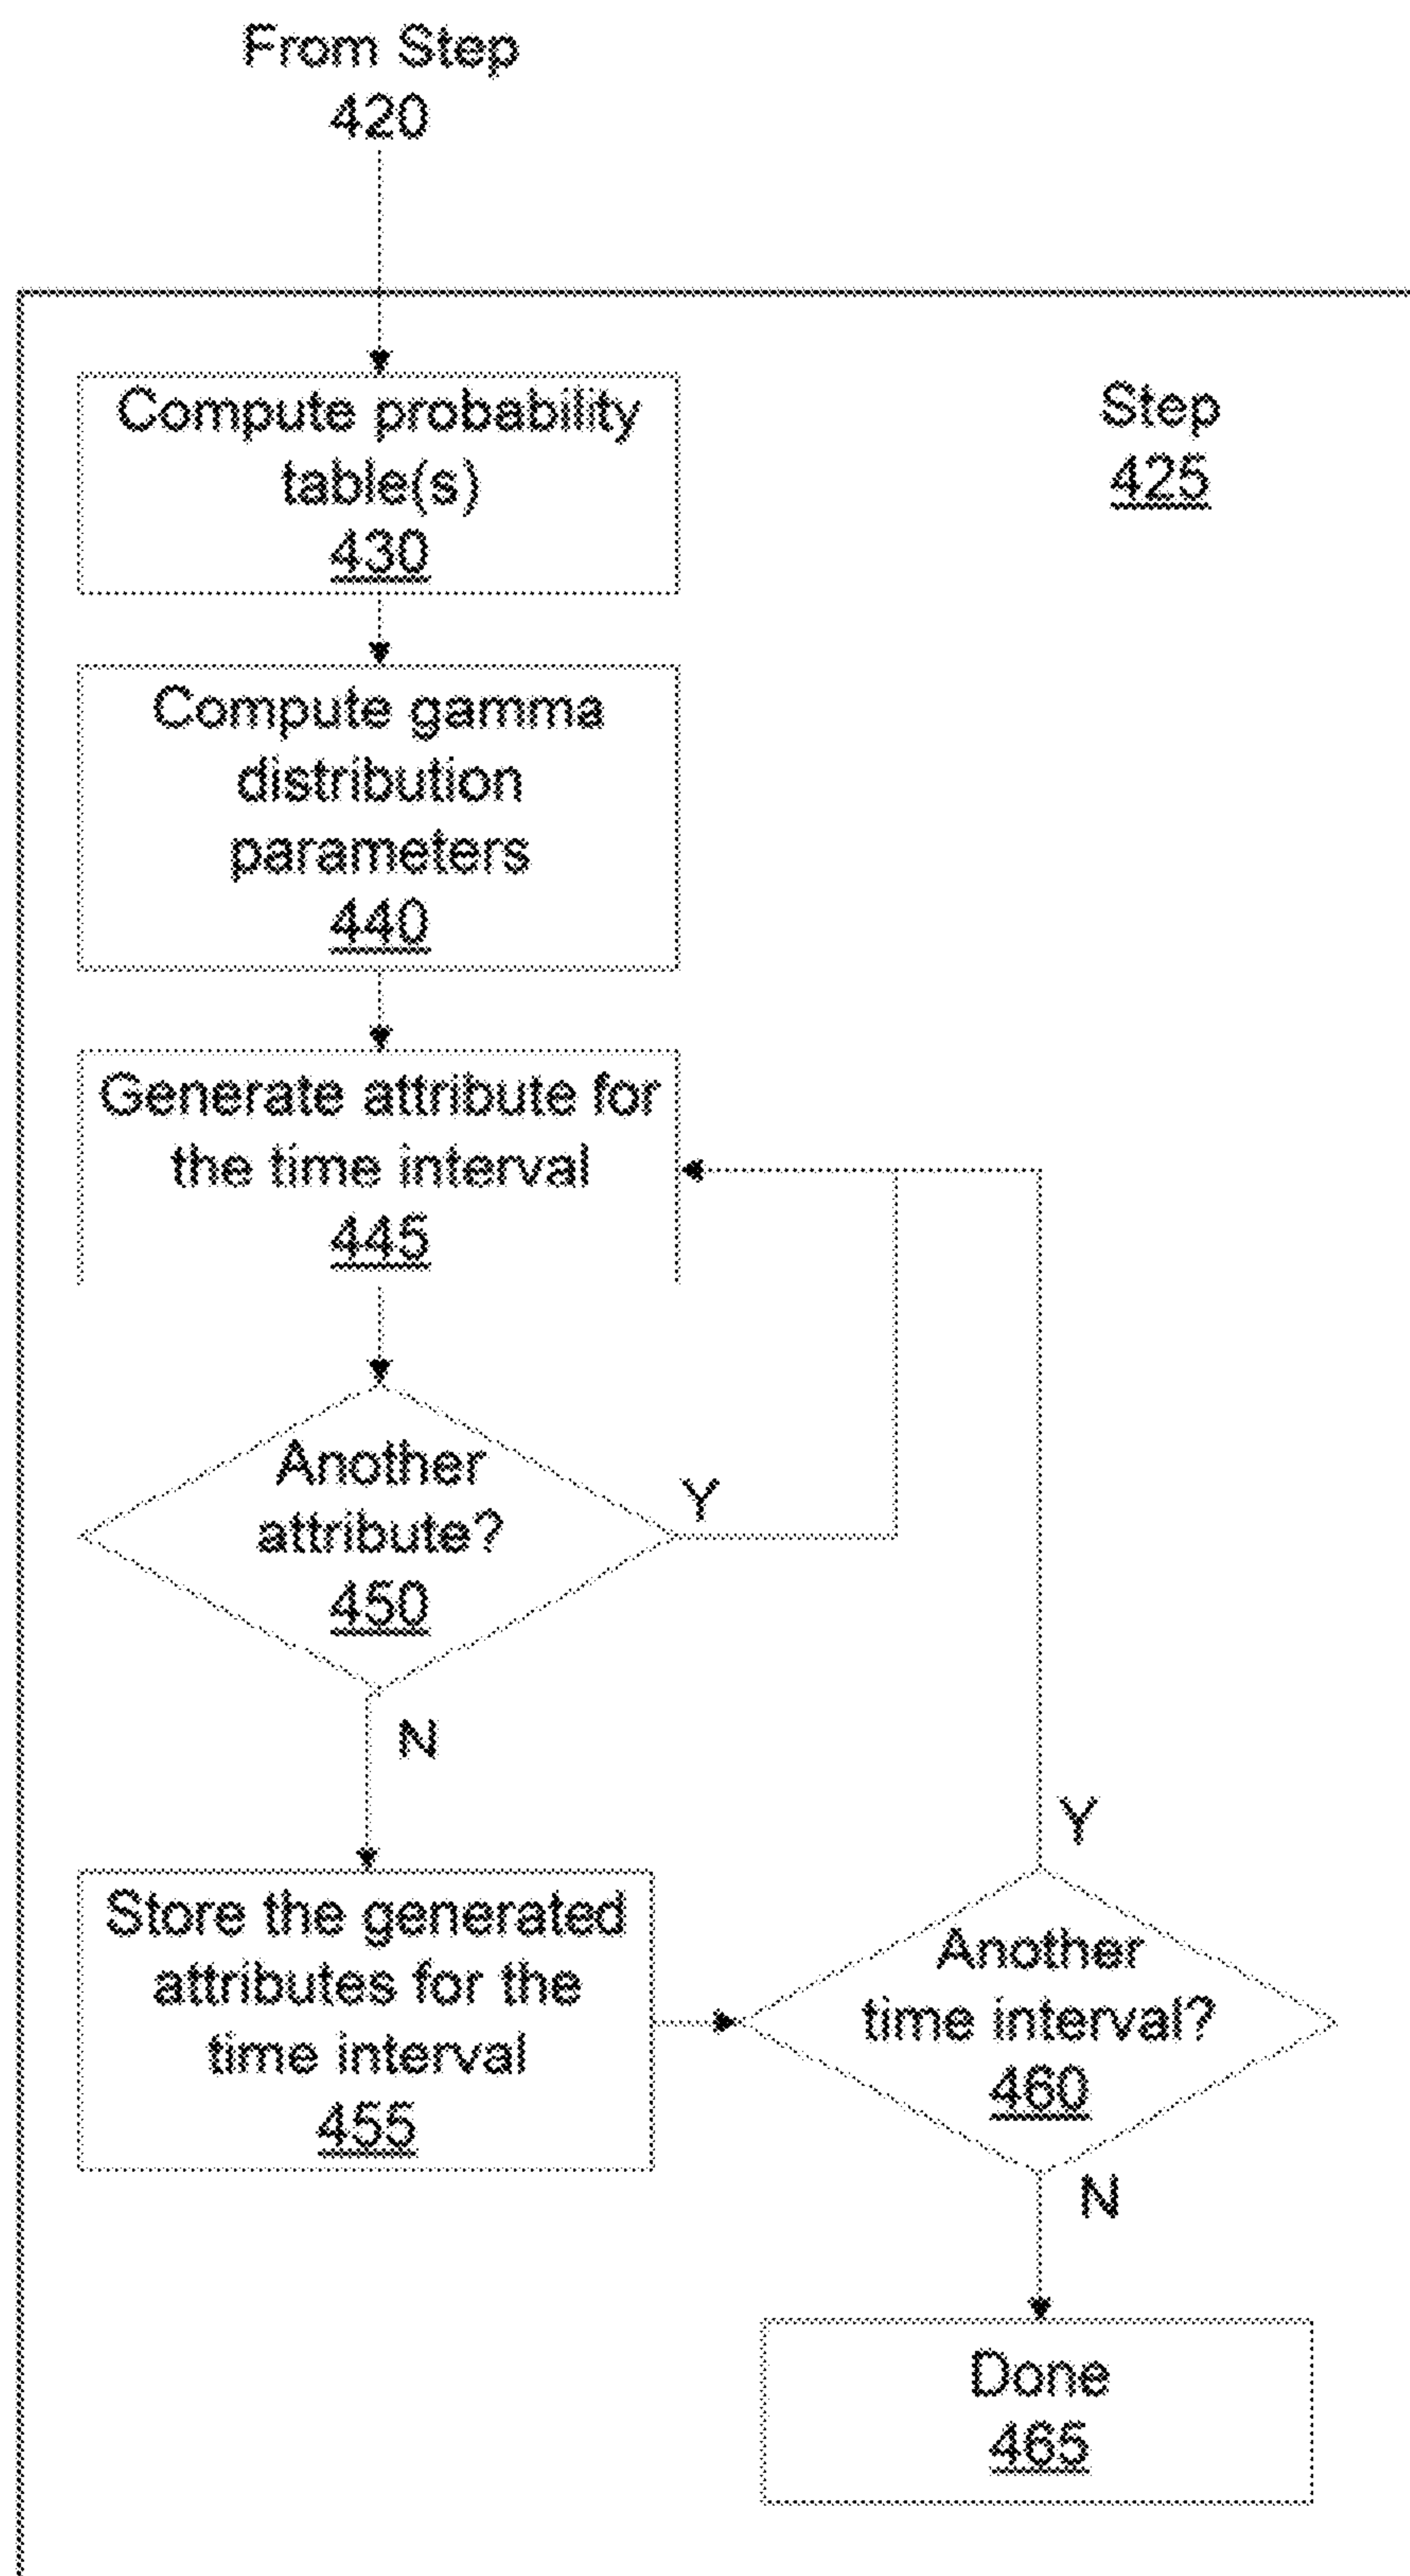 From Step
420
Compute probability
table(s)
430
Step
425
Compute gamma
distribution
parameters
440
Generate attribute for
the time interval
445
Another
attribute?
450
Y
N
Store the generated
attributes for the
time interval
455
Y
Another
time interval?
460
N
Done
465